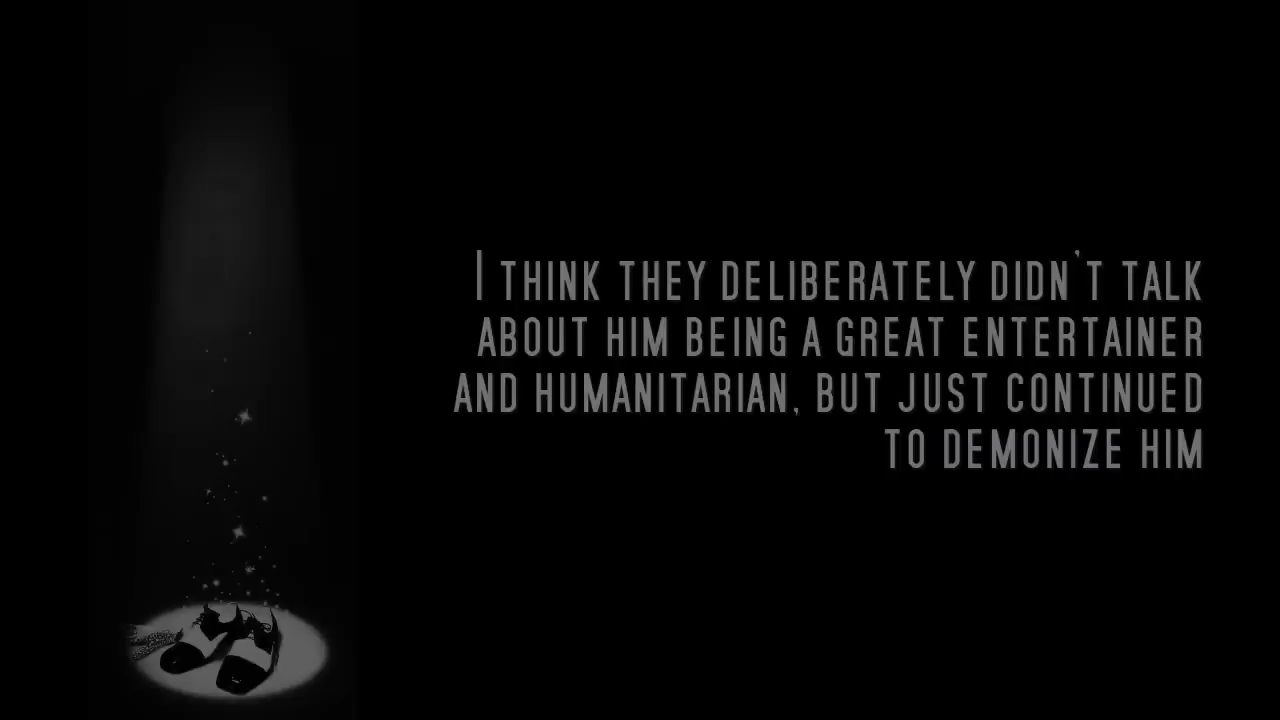 I THINK THEY DELIBERATELY DIDN'T TALK
ABOUT HIM BEING A GREAT ENTERTAINER
AND HUMANITARIAN, BUT JUST CONTINUED
TO DEMONIZE HIM